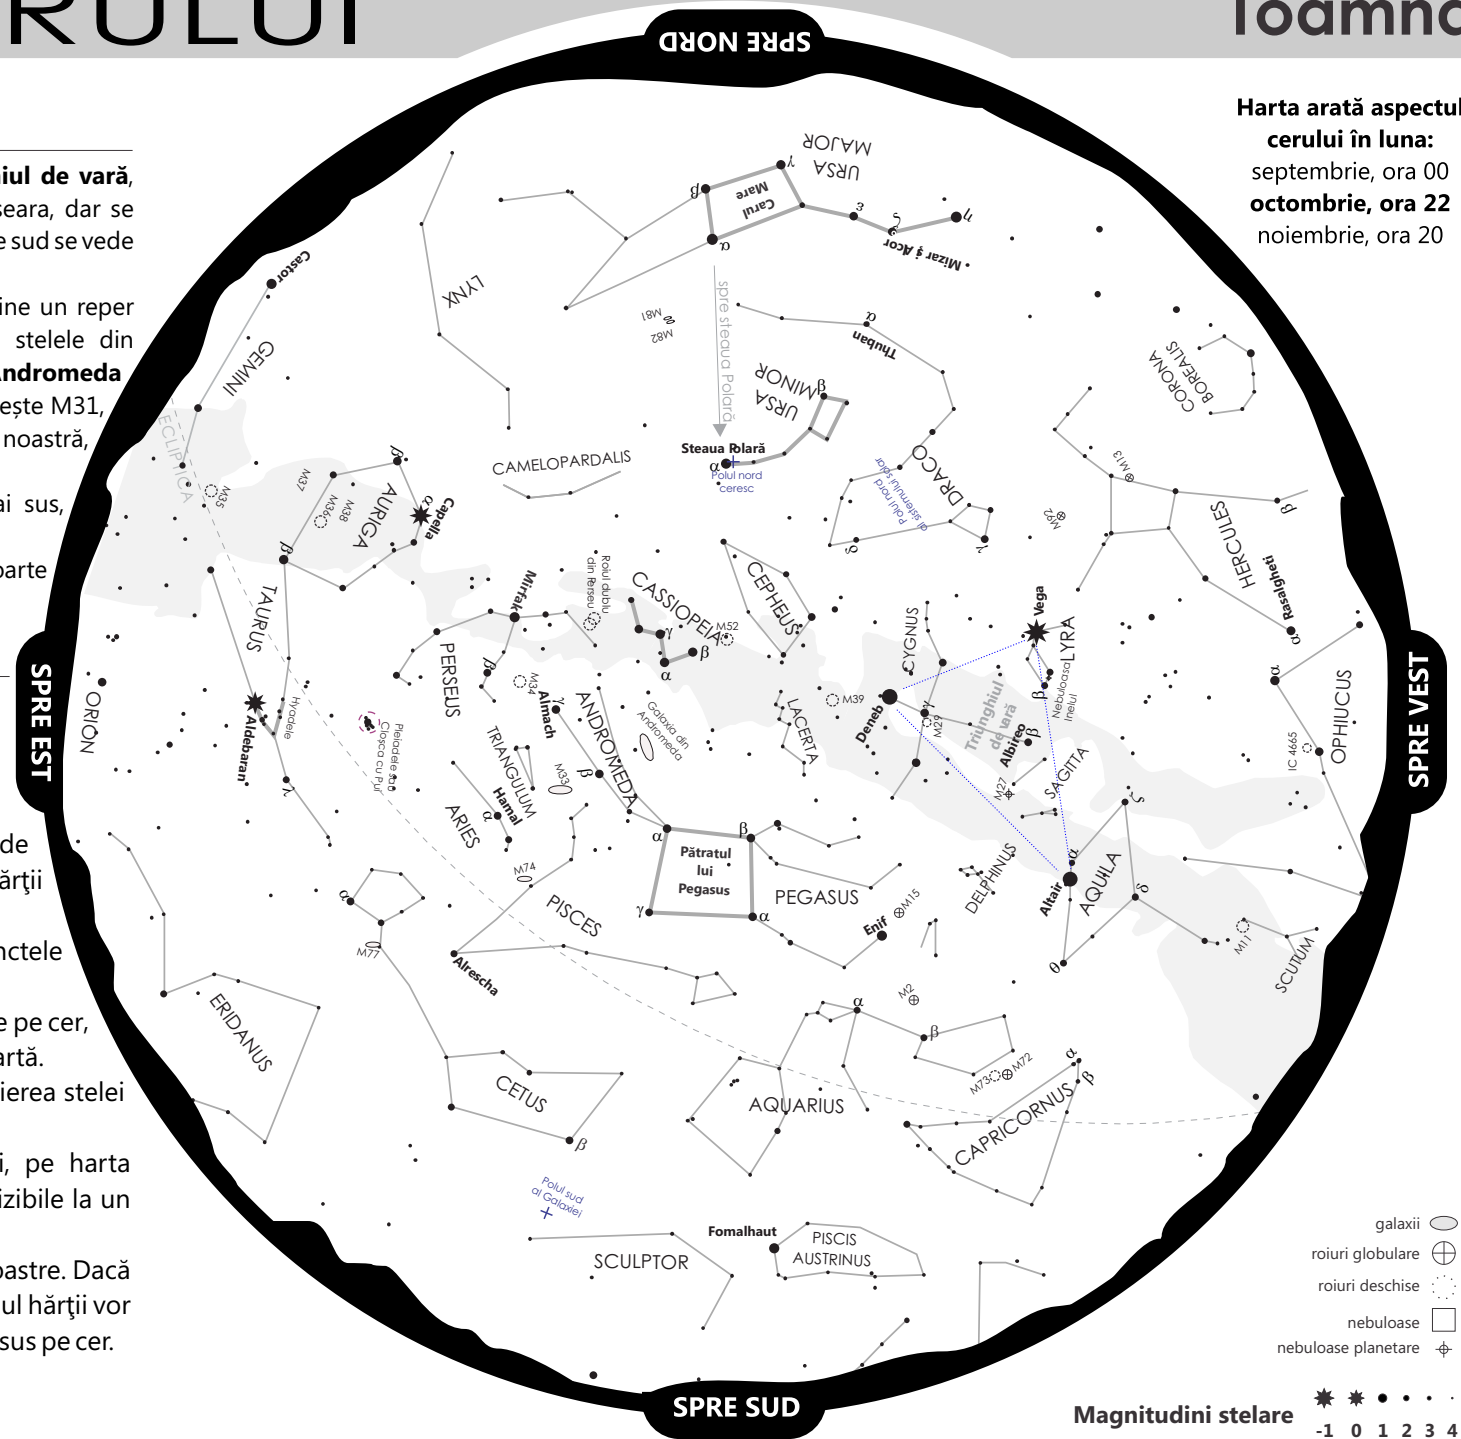 RULUI
Toamna
SPRE NORD
Harta arată aspectul
cerului în luna:
septembrie, ora 00
octombrie, ora 22
noiembrie, ora 20
iul de vară,
seara, dar se
e sud se vede
ine un reper
stelele din
Andromeda
ește M31,
noastră,
ai sus,
parte
de
ărţii
nctele
e pe cer,
artă.
ierea stelei
i, pe harta
izibile la un
oastre. Dacă
ul hărţii vor
sus pe cer.
URSA
MAJOR
Carul
Mare
β
γ
α
ε
ζ
η
Mizar și Acor
LYNX
Castor
GEMINI
M81
M82
spre steaua Polară
α
Thuban
URSA
MINOR
β
CORONA
BOREALIS
ECLIPTICA
Steaua Polară
α
Polul nord
ceresc
CAMELOPARDALIS
DRACO
Polul nord
al sistemului solar
M13
M92
HERCULES
β
Rasalgheti
α
M35
M37
M36
M38
AURIGA
β
α
Capella
β
TAURUS
Mirfak
Roiul dublu
din Perseu
CASSIOPEIA
γ
β
α
M52
CEPHEUS
δ
γ
Vega
LYRA
β
Nebuloasa
Inelul
CYGNUS
γ
M29
M39
Deneb
Triunghiul
de vară
Albireo
β
M27
SAGITTA
OPHIUCUS
α
IC 4665
SPRE EST
SPRE VEST
ORION
Aldebaran
Hyadele
λ
Pleiadele sau
Cloșca cu Pui
PERSEUS
β
M34
Almach
γ
ANDROMEDA
β
Galaxia din
Andromeda
LACERTA
TRIANGULUM
M33
ARIES
α
Hamal
M74
α
β
γ
α
Pătratul
lui
Pegasus
PEGASUS
Enif
M15
DELPHINUS
α
Altair
AQUILA
ζ
δ
θ
M11
SCUTUM
α
M77
PISCES
Alrescha
M2
α
β
M73
M72
α
β
CAPRICORNUS
ERIDANUS
CETUS
β
AQUARIUS
Polul sud
al Galaxiei
SCULPTOR
Fomalhaut
PISCIS
AUSTRINUS
SPRE SUD
galaxii
roiuri globulare
roiuri deschise
nebuloase
nebuloase planetare
Magnitudini stelare
-1 0 1 2 3 4